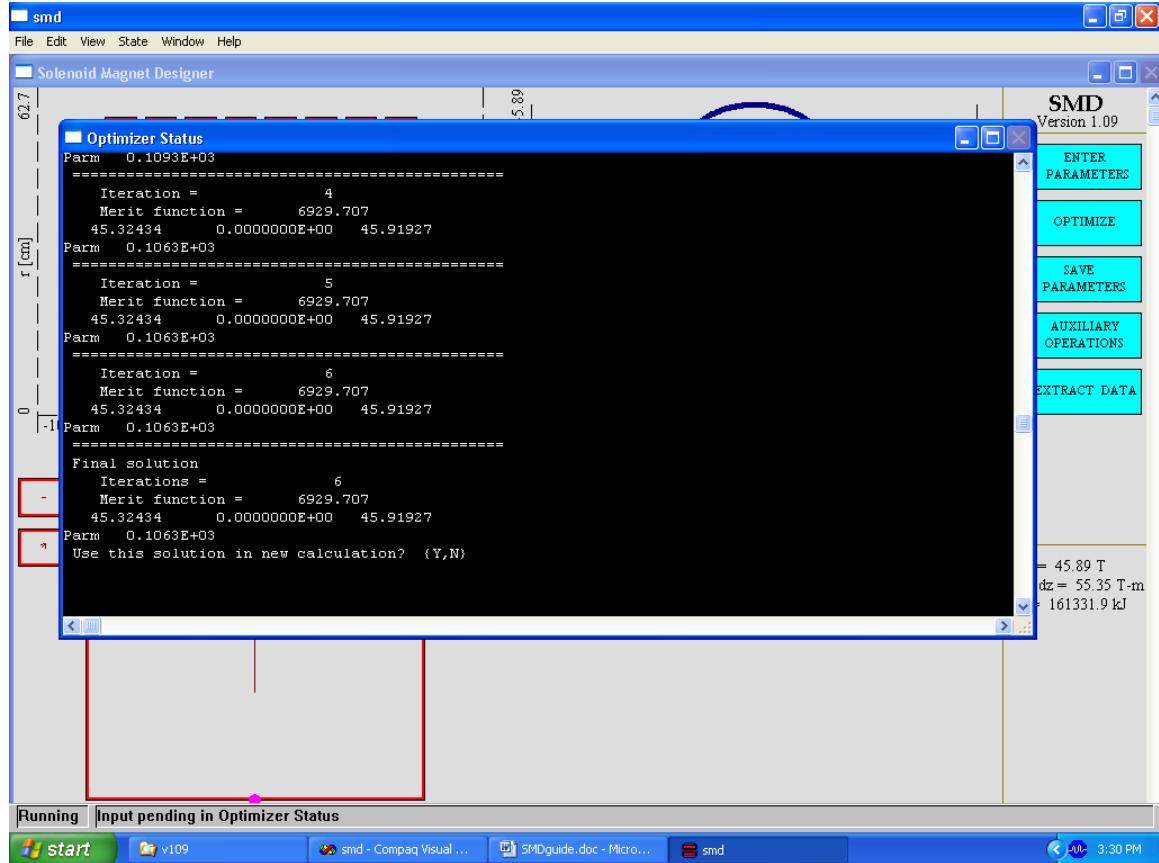 smd
File Edit View State Window Help
Solenoid Magnet Designer
62.7
r [cm]
0
5.89
SMD
Version 1.09
ENTER
PARAMETERS
OPTIMIZE
SAVE
PARAMETERS
AUXILIARY
OPERATIONS
EXTRACT DATA
Optimizer Status
Parm 0.1093E+03
================================================
Iteration = 4
Merit function = 6929.707
45.32434 0.0000000E+00 45.91927
Parm 0.1063E+03
================================================
Iteration = 5
Merit function = 6929.707
45.32434 0.0000000E+00 45.91927
Parm 0.1063E+03
================================================
Iteration = 6
Merit function = 6929.707
45.32434 0.0000000E+00 45.91927
Parm 0.1063E+03
================================================
Final solution
Iterations = 6
Merit function = 6929.707
45.32434 0.0000000E+00 45.91927
Parm 0.1063E+03
Use this solution in new calculation? {Y,N}
= 45.89 T
dz = 55.35 T-m
= 161331.9 kJ
Running Input pending in Optimizer Status
start v109 smd - Compaq Visual ... SMDguide.doc - Micro... smd 3:30 PM